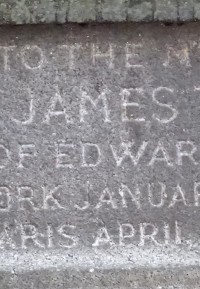 TO THE M
JAMES
OF EDWAR
ORK JANUAR
ARIS APRIL